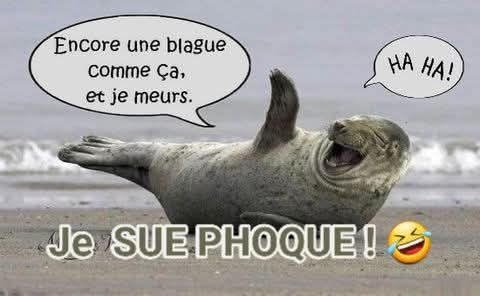 Encore une blague
comme ça,
et je meurs.
HA HA!
Je SUE PHOQUE ! 🤣